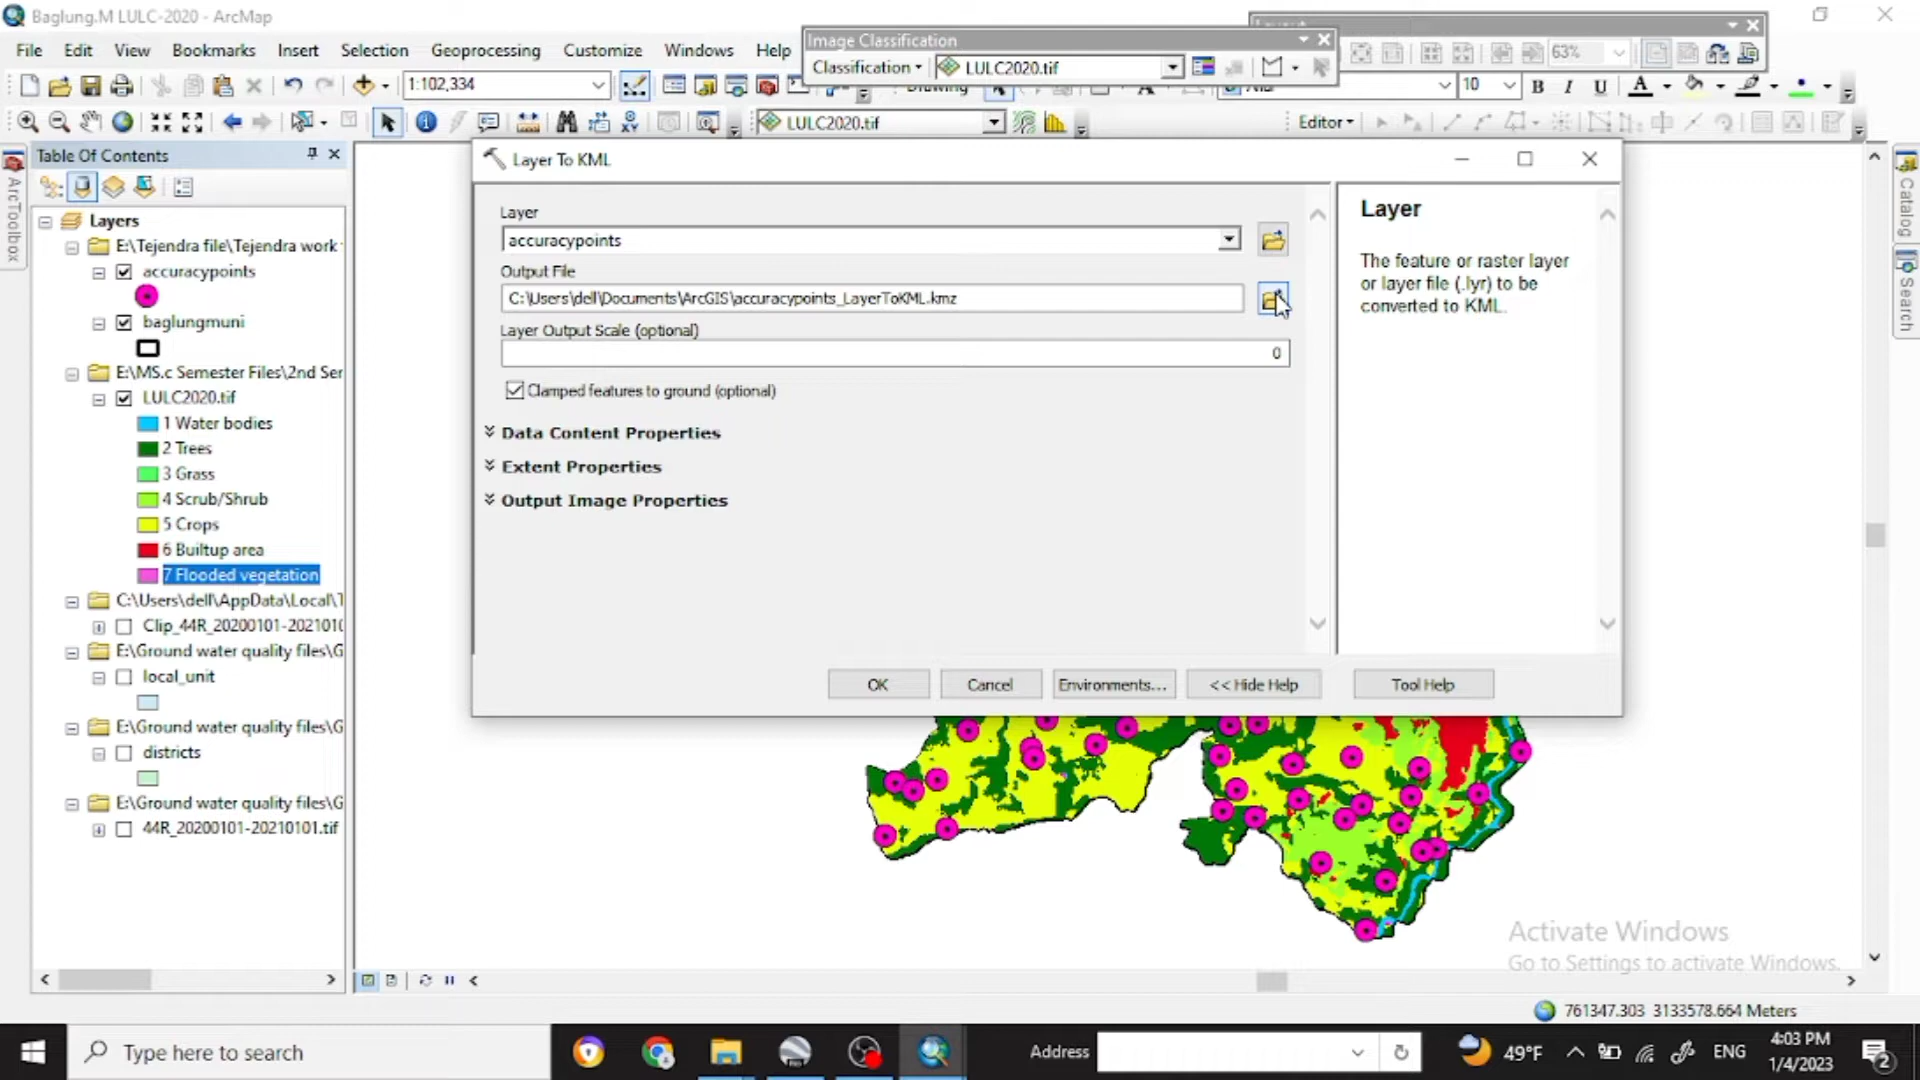 Baglung.M LULC-2020 - ArcMap
File Edit View Bookmarks Insert Selection Geoprocessing Customize Windows Help
Image Classification
Classification LULC2020.tif
63%
1:102,334
10 B I U A
LULC2020.tif
Editor
Table Of Contents
ArcToolbox
Layers
E:\Tejendra file\Tejendra work
accuracypoints
baglungmuni
E:\MS.c Semester Files\2nd Ser
LULC2020.tif
1 Water bodies
2 Trees
3 Grass
4 Scrub/Shrub
5 Crops
6 Builtup area
7 Flooded vegetation
C:\Users\dell\AppData\Local\T
Clip_44R_20200101-2021010
E:\Ground water quality files\G
local_unit
E:\Ground water quality files\G
districts
E:\Ground water quality files\G
44R_20200101-20210101.tif
Layer To KML
Layer
accuracypoints
Output File
C:\Users\dell\Documents\ArcGIS\accuracypoints_LayerToKML.kmz
Layer Output Scale (optional)
0
Clamped features to ground (optional)
Data Content Properties
Extent Properties
Output Image Properties
OK
Cancel
Environments...
<< Hide Help
Tool Help
Layer
The feature or raster layer
or layer file (.lyr) to be
converted to KML.
Catalog
Search
Activate Windows
Go to Settings to activate Windows.
761347.303 3133578.664 Meters
Type here to search
Address
49°F
ENG
4:03 PM
1/4/2023
2